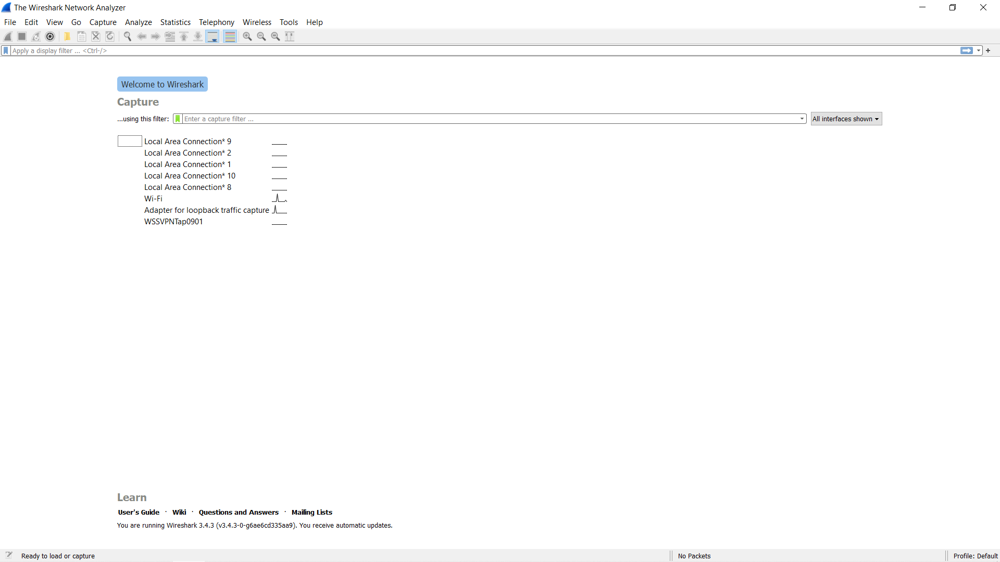 The Wireshark Network Analyzer
File Edit View Go Capture Analyze Statistics Telephony Wireless Tools Help
Apply a display filter ... <Ctrl-/>
Welcome to Wireshark
Capture
...using this filter: Enter a capture filter ... All interfaces shown
Local Area Connection* 9
Local Area Connection* 2
Local Area Connection* 1
Local Area Connection* 10
Local Area Connection* 8
Wi-Fi
Adapter for loopback traffic capture
WSSVPNTap0901
Learn
User's Guide · Wiki · Questions and Answers · Mailing Lists
You are running Wireshark 3.4.3 (v3.4.3-0-g6ae6cd335aa9). You receive automatic updates.
Ready to load or capture No Packets Profile: Default